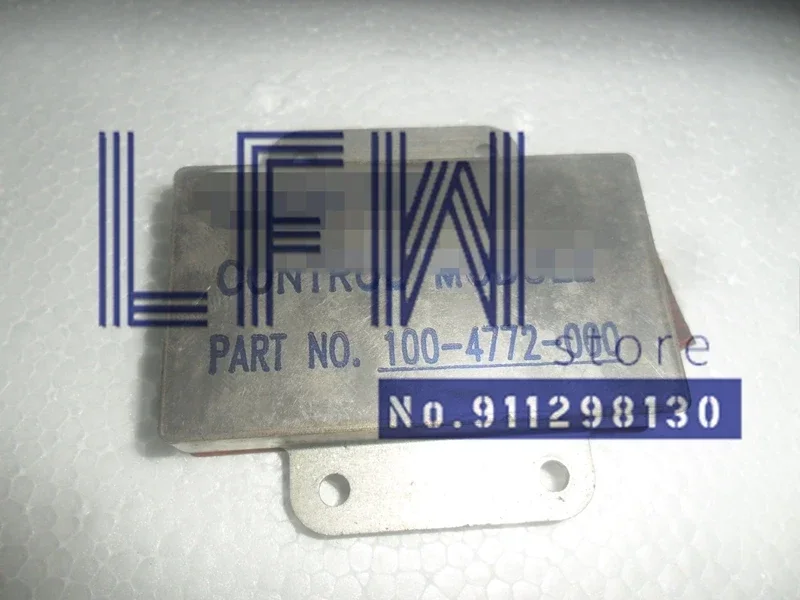 LFW
CONTROL MODULE
PART NO. 100-4772-000
store
No.911298130